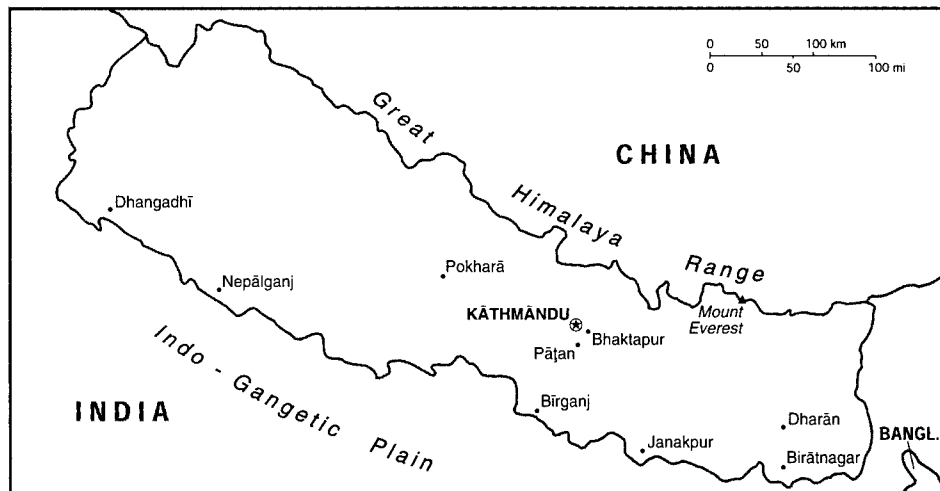 0 50 100 km
0 50 100 mi
Great
CHINA
Himalaya
Dhangadhī
Range
Pokharā
Nepālganj
KĀTHMĀNDU
Mount
Everest
Bhaktapur
Pāţan
Indo - Gangetic Plain
INDIA
Bīrganj
Dharān
BANGL.
Janakpur
Birātnagar